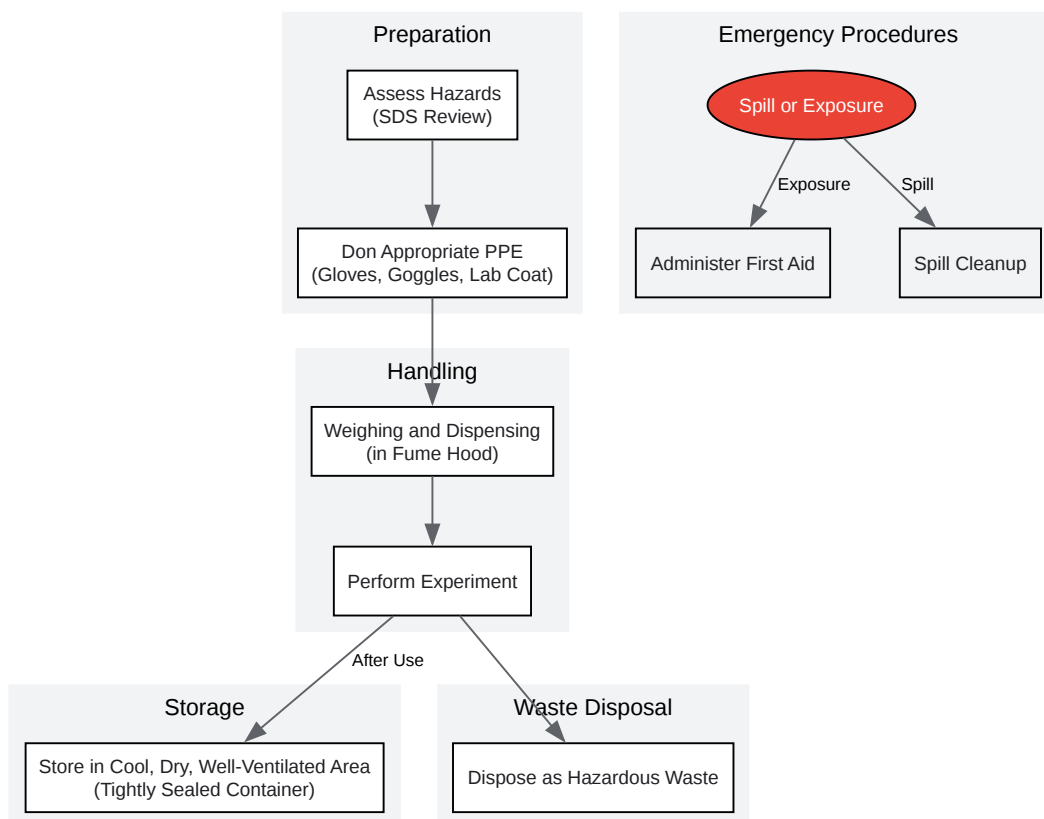 Preparation
Assess Hazards
(SDS Review)
Don Appropriate PPE
(Gloves, Goggles, Lab Coat)
Emergency Procedures
Spill or Exposure
Exposure
Spill
Administer First Aid
Spill Cleanup
Handling
Weighing and Dispensing
(in Fume Hood)
Perform Experiment
After Use
Storage
Store in Cool, Dry, Well-Ventilated Area
(Tightly Sealed Container)
Waste Disposal
Dispose as Hazardous Waste